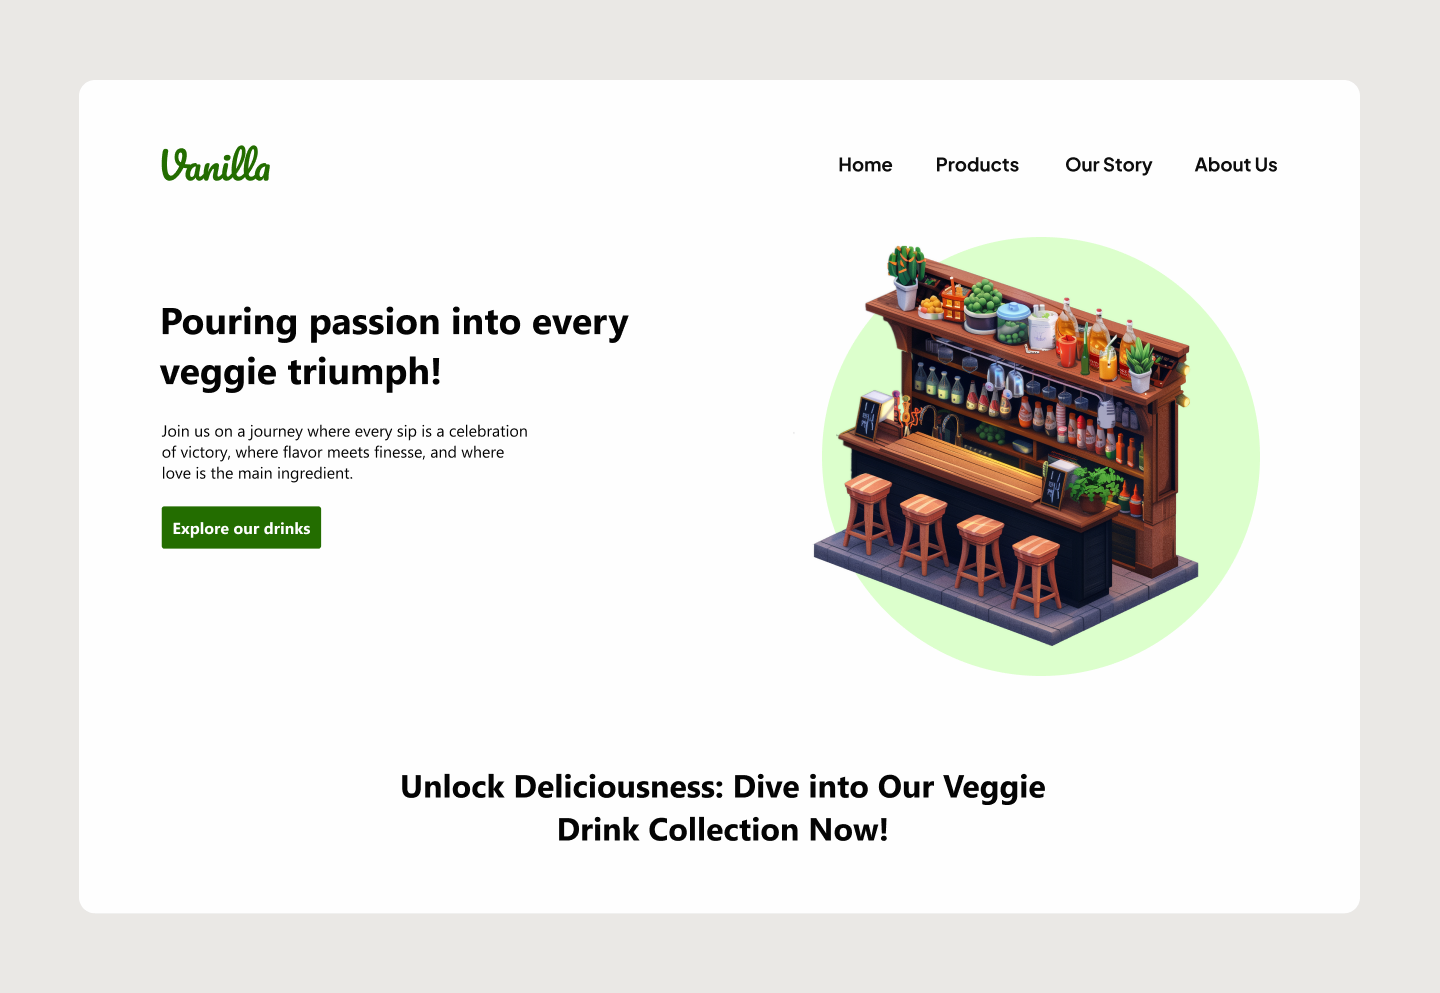 Vanilla
Home Products Our Story About Us
Pouring passion into every
veggie triumph!
Join us on a journey where every sip is a celebration
of victory, where flavor meets finesse, and where
love is the main ingredient.
Explore our drinks
Unlock Deliciousness: Dive into Our Veggie
Drink Collection Now!